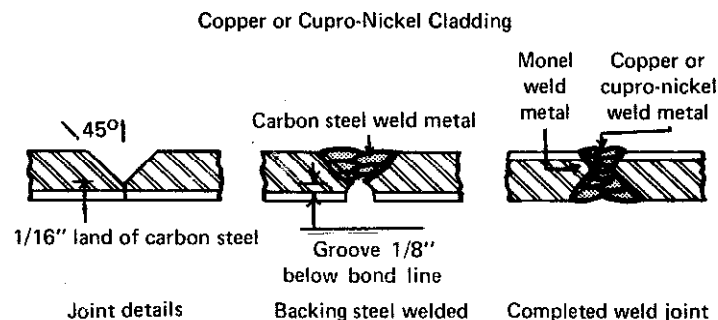 Copper or Cupro-Nickel Cladding
45°
1/16" land of carbon steel
Joint details
Carbon steel weld metal
Groove 1/8"
below bond line
Backing steel welded
Monel
weld
metal
Copper or
cupro-nickel
weld metal
Completed weld joint